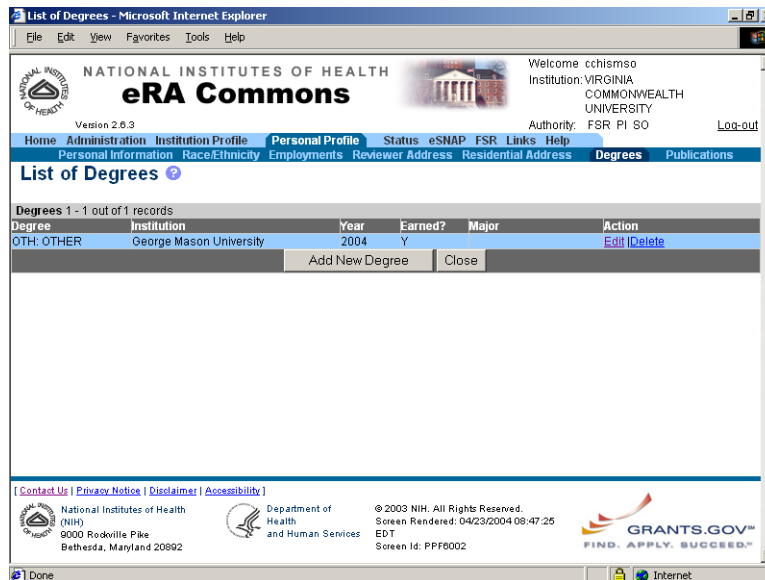 List of Degrees - Microsoft Internet Explorer
File Edit View Favorites Tools Help
NATIONAL INSTITUTES OF HEALTH
eRA Commons
Version 2.6.3
Welcome cchismso
Institution: VIRGINIA
COMMONWEALTH
UNIVERSITY
Authority: FSR PI SO Log-out
Home Administration Institution Profile Personal Profile Status eSNAP FSR Links Help
Personal Information Race/Ethnicity Employments Reviewer Address Residential Address Degrees Publications
List of Degrees ?
Degrees 1 - 1 out of 1 records
Degree Institution Year Earned? Major Action
OTH: OTHER George Mason University 2004 Y Edit |Delete
Add New Degree Close
[ Contact Us | Privacy Notice | Disclaimer | Accessibility ]
National Institutes of Health
(NIH)
9000 Rockville Pike
Bethesda, Maryland 20892
Department of
Health
and Human Services
© 2003 NIH. All Rights Reserved.
Screen Rendered: 04/23/2004 08:47:25
EDT
Screen Id: PPF6002
GRANTS.GOV℠
FIND. APPLY. SUCCEED.℠
Done Internet